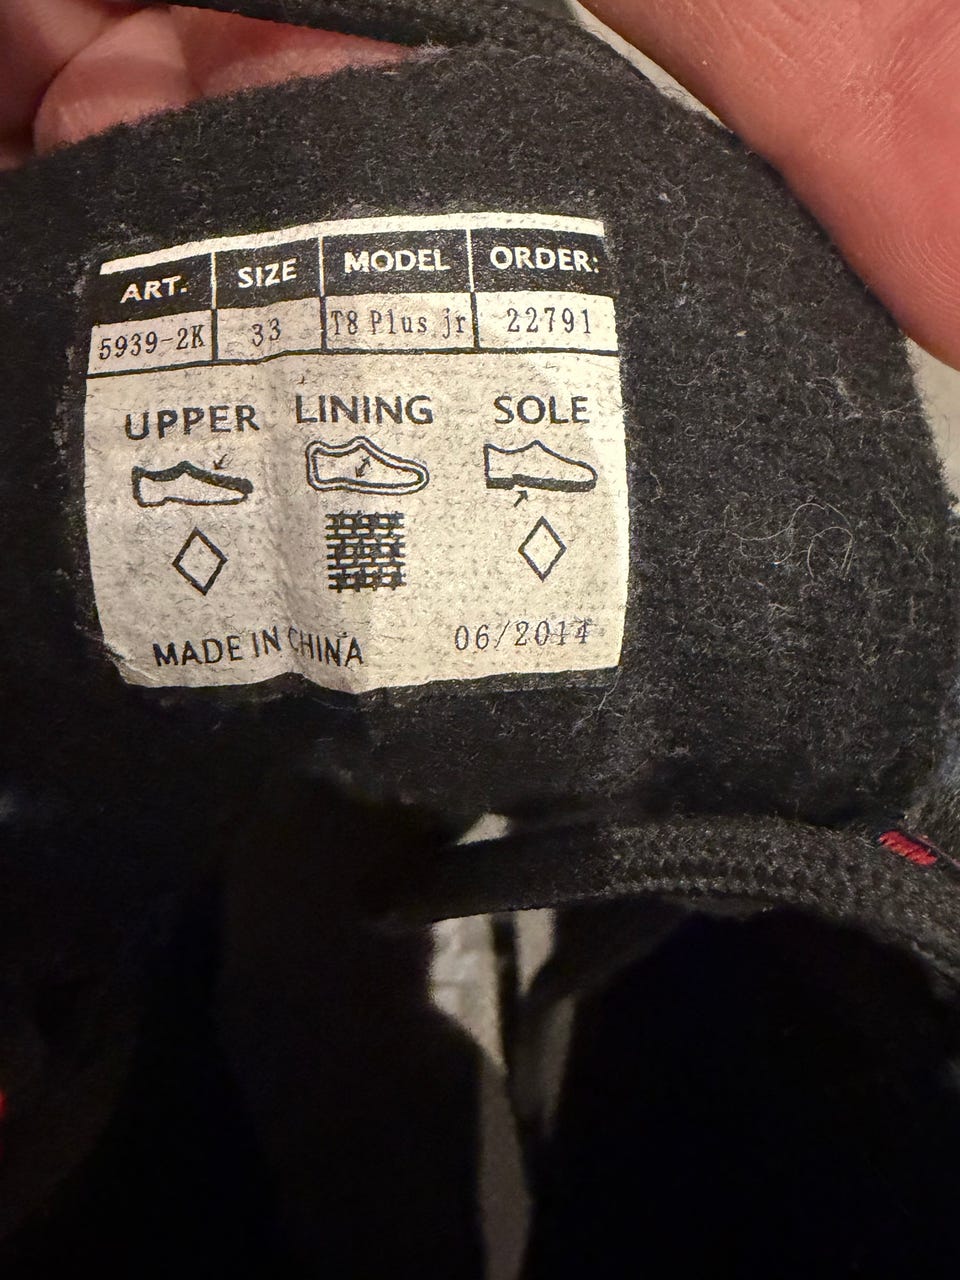 ART. SIZE MODEL ORDER:
5939-2K 33 T8 Plus jr 22791
UPPER LINING SOLE
MADE IN CHINA 06/2014